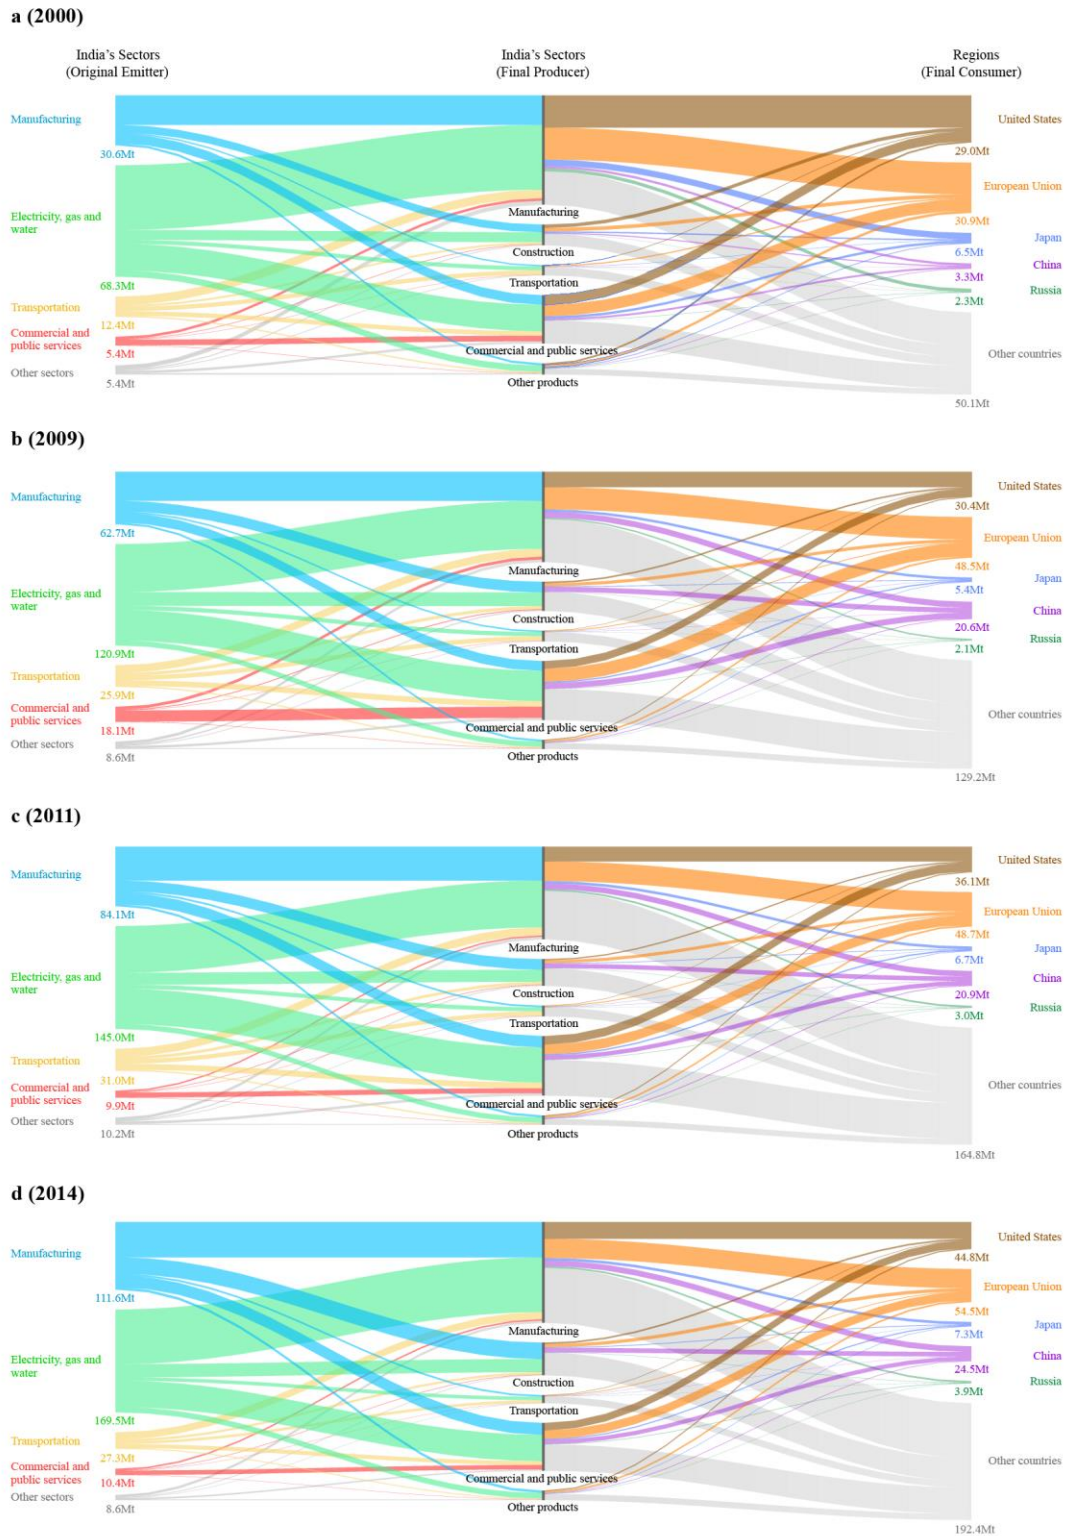 a (2000)
India's Sectors
(Original Emitter)
India's Sectors
(Final Producer)
Regions
(Final Consumer)
Manufacturing
30.6Mt
Electricity, gas and
water
68.3Mt
Transportation
12.4Mt
Commercial and
public services
5.4Mt
Other sectors
5.4Mt
Manufacturing
Construction
Transportation
Commercial and public services
Other products
United States
29.0Mt
European Union
30.9Mt
Japan
6.5Mt
China
3.3Mt
Russia
2.3Mt
Other countries
50.1Mt
b (2009)
Manufacturing
62.7Mt
Electricity, gas and
water
120.9Mt
Transportation
25.9Mt
Commercial and
public services
18.1Mt
Other sectors
8.6Mt
Manufacturing
Construction
Transportation
Commercial and public services
Other products
United States
30.4Mt
European Union
48.5Mt
Japan
5.4Mt
China
20.6Mt
Russia
2.1Mt
Other countries
129.2Mt
c (2011)
Manufacturing
84.1Mt
Electricity, gas and
water
145.0Mt
Transportation
31.0Mt
Commercial and
public services
9.9Mt
Other sectors
10.2Mt
Manufacturing
Construction
Transportation
Commercial and public services
Other products
United States
36.1Mt
European Union
48.7Mt
Japan
6.7Mt
China
20.9Mt
Russia
3.0Mt
Other countries
164.8Mt
d (2014)
Manufacturing
111.6Mt
Electricity, gas and
water
169.5Mt
Transportation
27.3Mt
Commercial and
public services
10.4Mt
Other sectors
8.6Mt
Manufacturing
Construction
Transportation
Commercial and public services
Other products
United States
44.8Mt
European Union
54.5Mt
Japan
7.3Mt
China
24.5Mt
Russia
3.9Mt
Other countries
192.4Mt